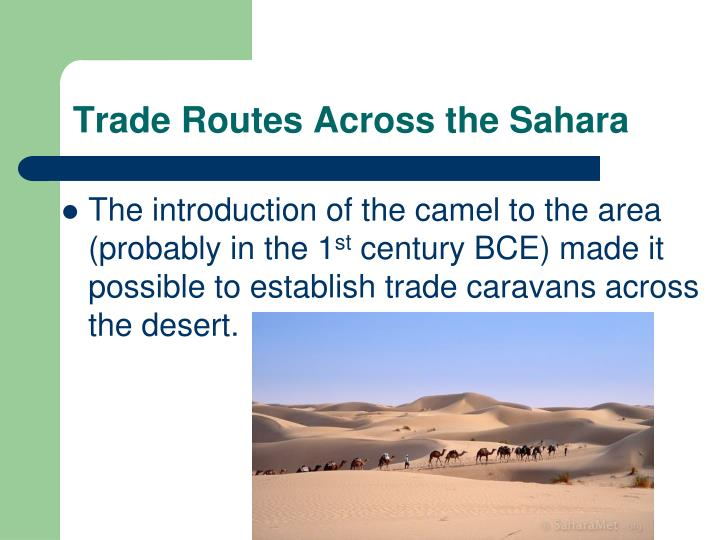 Trade Routes Across the Sahara
● The introduction of the camel to the area
(probably in the 1st century BCE) made it
possible to establish trade caravans across
the desert.
© SaharaMet